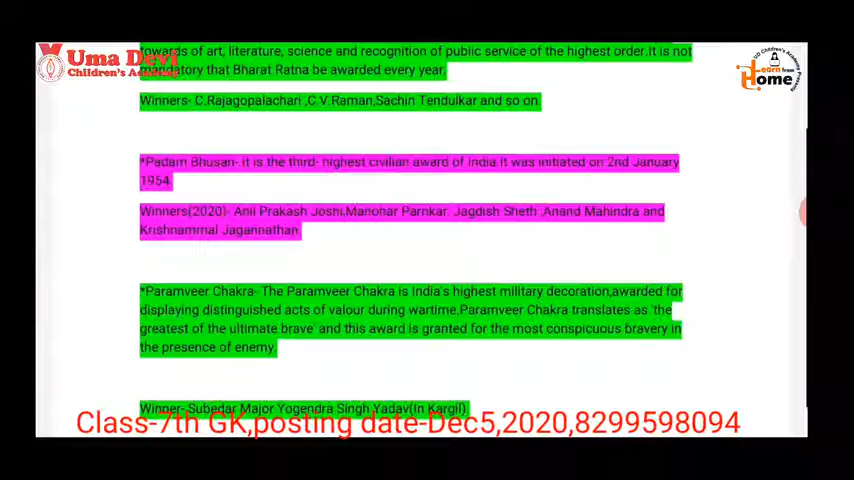 towards of art, literature, science and recognition of public service of the highest order.It is not
mandatory that Bharat Ratna be awarded every year.
Uma Devi
Children's Academy
Learn from
Home
Winners- C.Rajagopalachari ,C.V.Raman,Sachin Tendulkar and so on.
*Padam Bhusan-.It is the third- highest civilian award of India.It was initiated on 2nd January
1954.
Winners(2020)- Anil Prakash Joshi,Manohar Parrikar, Jagdish Sheth ,Anand Mahindra and
Krishnammal Jagannathan.
*Paramveer Chakra- The Paramveer Chakra is India's highest military decoration,awarded for
displaying distinguished acts of valour during wartime.Paramveer Chakra translates as 'the
greatest of the ultimate brave' and this award is granted for the most conspicuous bravery in
the presence of enemy.
Winner- Subedar Major Yogendra Singh Yadav(In Kargil)
Class-7th GK,posting date-Dec5,2020,8299598094